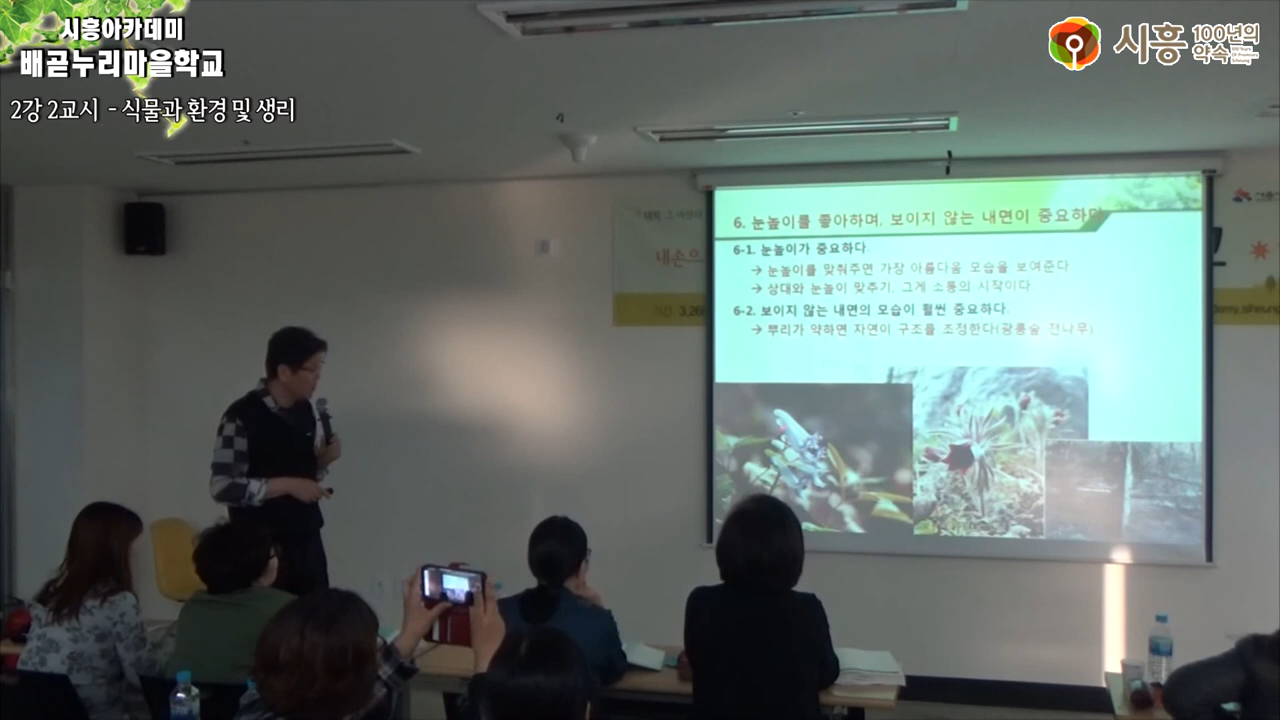 시흥아카데미
배곧누리마을학교
2강 2교시 - 식물과 환경 및 생리
시흥 100년의
약속
6. 눈높이를 좋아하며, 보이지 않는 내면이 중요하다
6-1. 눈높이가 중요하다
→ 눈높이를 맞춰주면 가장 아름다움 모습을 보여준다
→ 상대와 눈높이 맞추기. 그게 소통의 시작이다
6-2. 보이지 않는 내면의 모습이 훨씬 중요하다.
→ 뿌리가 약하면 자연이 구조를 조정한다(광릉숲 전나무)
내손으